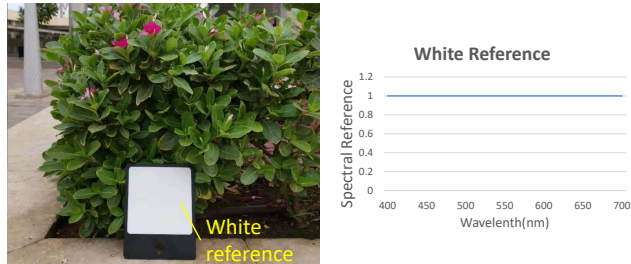 White
reference
White Reference
Spectral Reference
1.2
1
0.8
0.6
0.4
0.2
0
400 450 500 550 600 650 700
Wavelenth(nm)